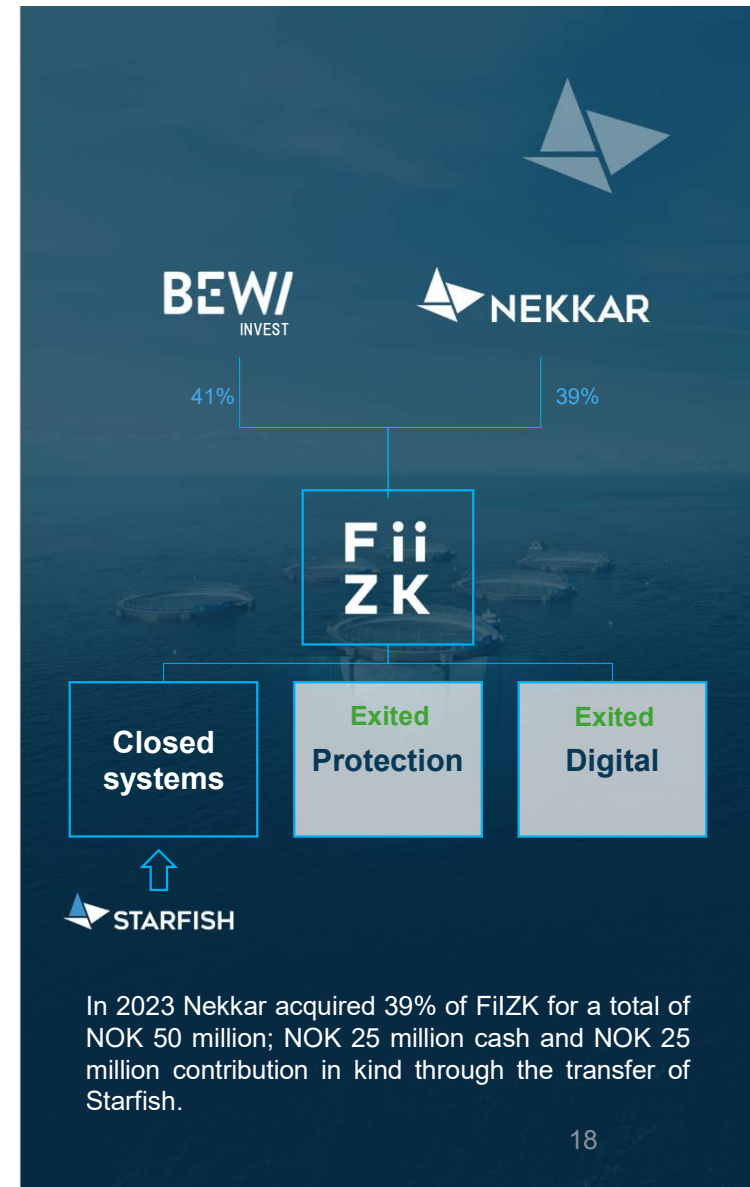 BEWI
INVEST
NEKKAR
41%
39%
Fii
ZK
Closed
systems
Exited
Protection
Exited
Digital
STARFISH
In 2023 Nekkar acquired 39% of FiIZK for a total of
NOK 50 million; NOK 25 million cash and NOK 25
million contribution in kind through the transfer of
Starfish.
18